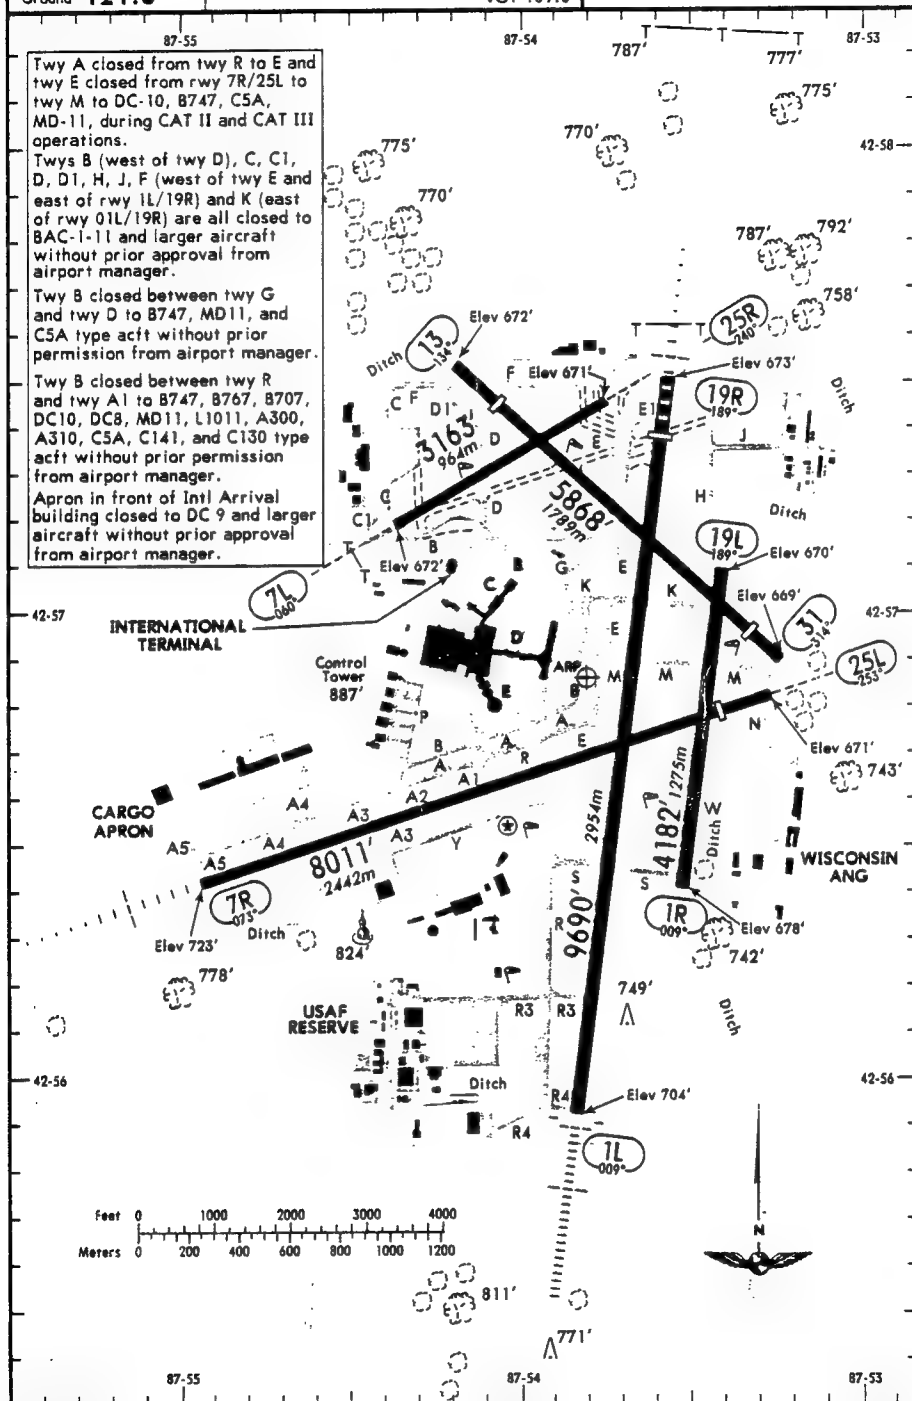 Ground
87-55
87-54
87-53
787'
777'
Twy A closed from twy R to E and
twy E closed from rwy 7R/25L to
twy M to DC-10, B747, C5A,
MD-11, during CAT II and CAT III
operations.
Twys B (west of twy D), C, C1,
D, D1, H, J, F (west of twy E and
east of rwy 1L/19R) and K (east
of rwy 01L/19R) are all closed to
BAC-1-11 and larger aircraft
without prior approval from
airport manager.
Twy B closed between twy G
and twy D to B747, MD11, and
C5A type acft without prior
permission from airport manager.
Twy B closed between twy R
and twy A1 to B747, B767, B707,
DC10, DC8, MD11, L1011, A300,
A310, C5A, C141, and C130 type
acft without prior permission
from airport manager.
Apron in front of Intl Arrival
building closed to DC 9 and larger
aircraft without prior approval
from airport manager.
T T T
775'
775'
770'
42-58
42-58
770'
787'
792'
758'
Elev 672'
13
134°
Ditch
T T
25R
240°
Elev 673'
Elev 671'
F
Ditch
C F
D1
E1
19R
189°
3163'
964m
D
E
J
C
5868'
1789m
H
Ditch
C1
D
T
B
19L
189°
Elev 670'
Elev 672'
T
7L
060°
C
B
G
K
E
K
Elev 669'
42-57
42-57
INTERNATIONAL
TERMINAL
31
314°
D
E
Control
Tower
887'
ARP
M
M
M
25L
253°
E
B
P
A
N
B
A
R
E
Elev 671'
A
A1
743'
CARGO
APRON
A4
A3
A2
A5
A4
A3
Y
2954m
4182'
1275m
W
Ditch
A5
8011'
2442m
WISCONSIN
ANG
7R
073°
S
S
1R
009°
Elev 723'
Ditch
824'
R
9690'
Elev 678'
742'
778'
749'
USAF
RESERVE
R3
R3
Ditch
42-56
42-56
Ditch
R4
Elev 704'
R4
1L
009°
Feet 0 1000 2000 3000 4000
Meters 0 200 400 600 800 1000 1200
N
811'
771'
87-55
87-54
87-53